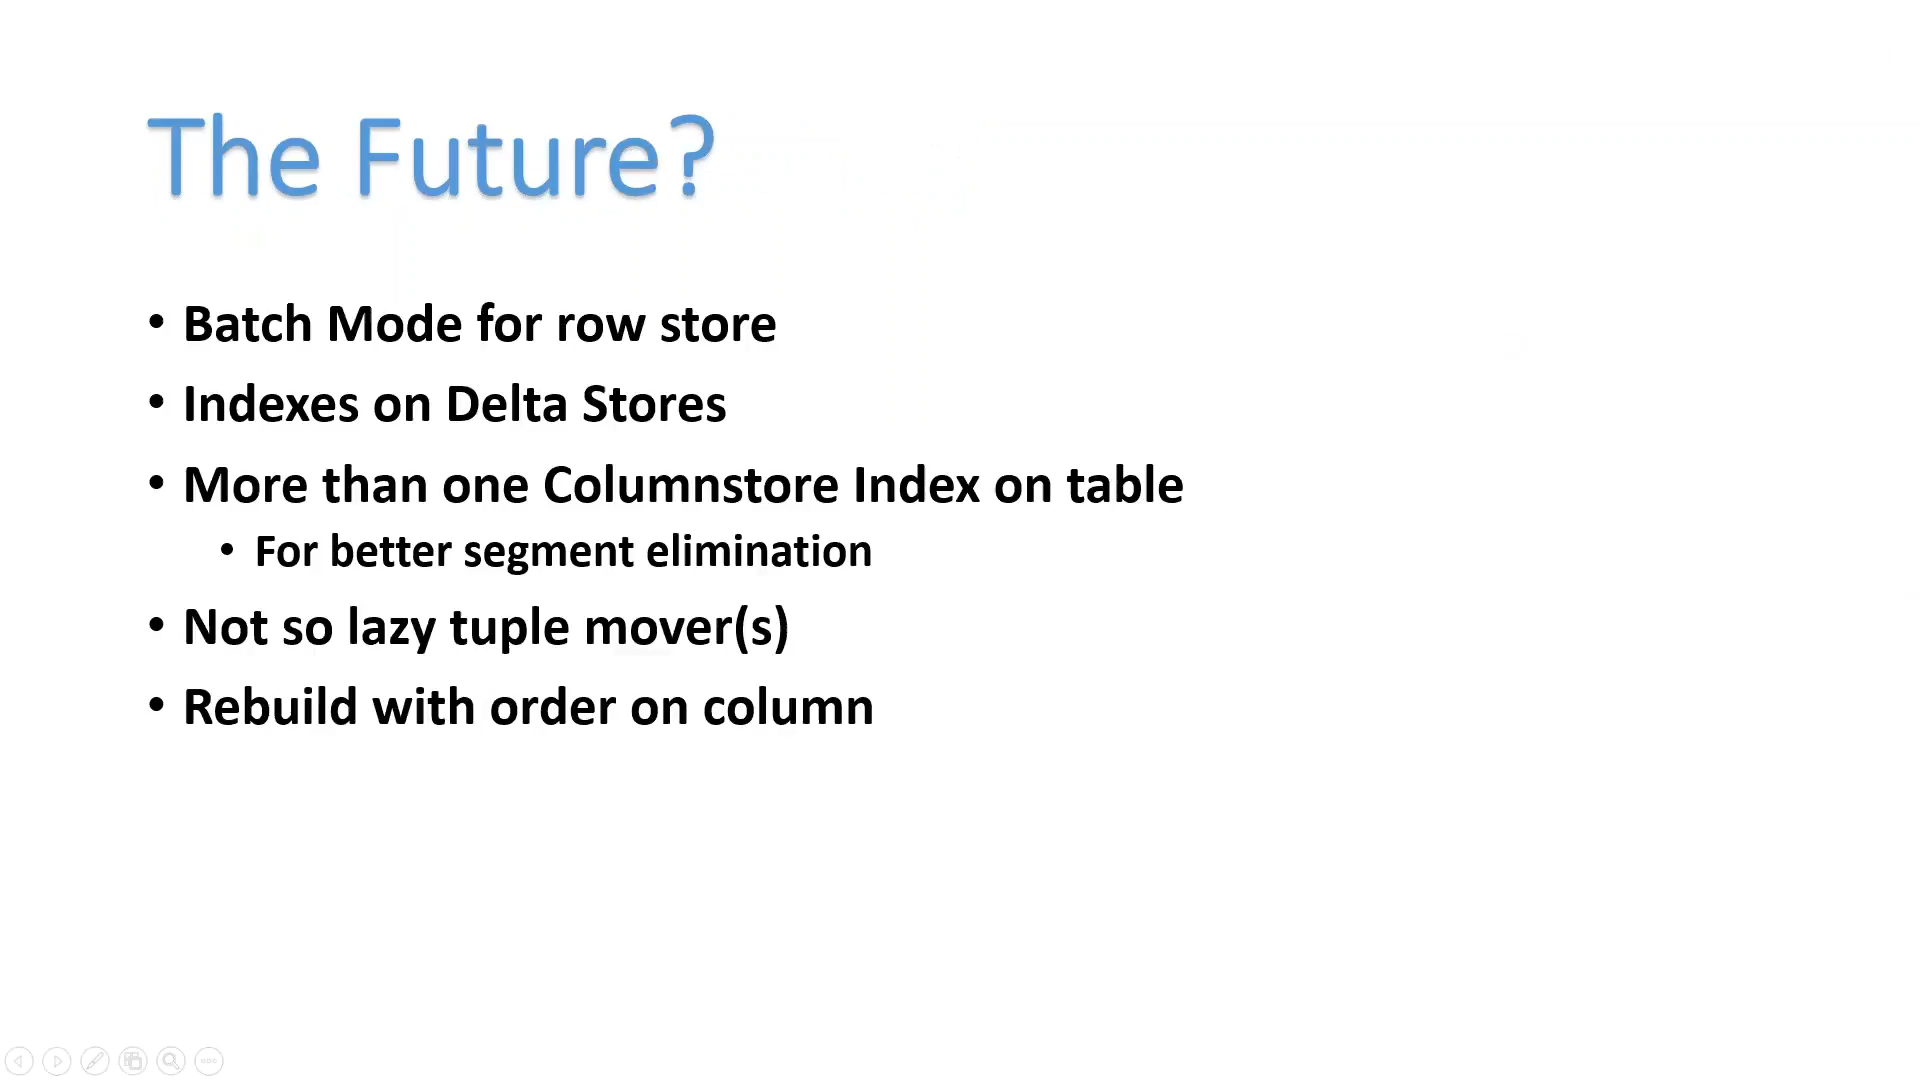 The Future?
• Batch Mode for row store
• Indexes on Delta Stores
• More than one Columnstore Index on table
• For better segment elimination
• Not so lazy tuple mover(s)
• Rebuild with order on column